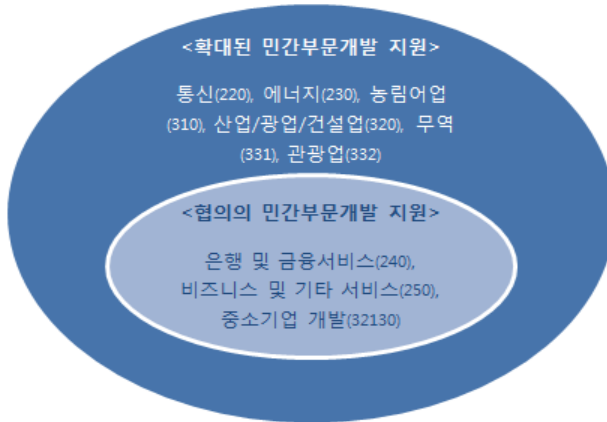 <확대된 민간부문개발 지원>
통신(220), 에너지(230), 농림어업
(310), 산업/광업/건설업(320), 무역
(331), 관광업(332)
<협의의 민간부문개발 지원>
은행 및 금융서비스(240),
비즈니스 및 기타 서비스(250),
중소기업 개발(32130)